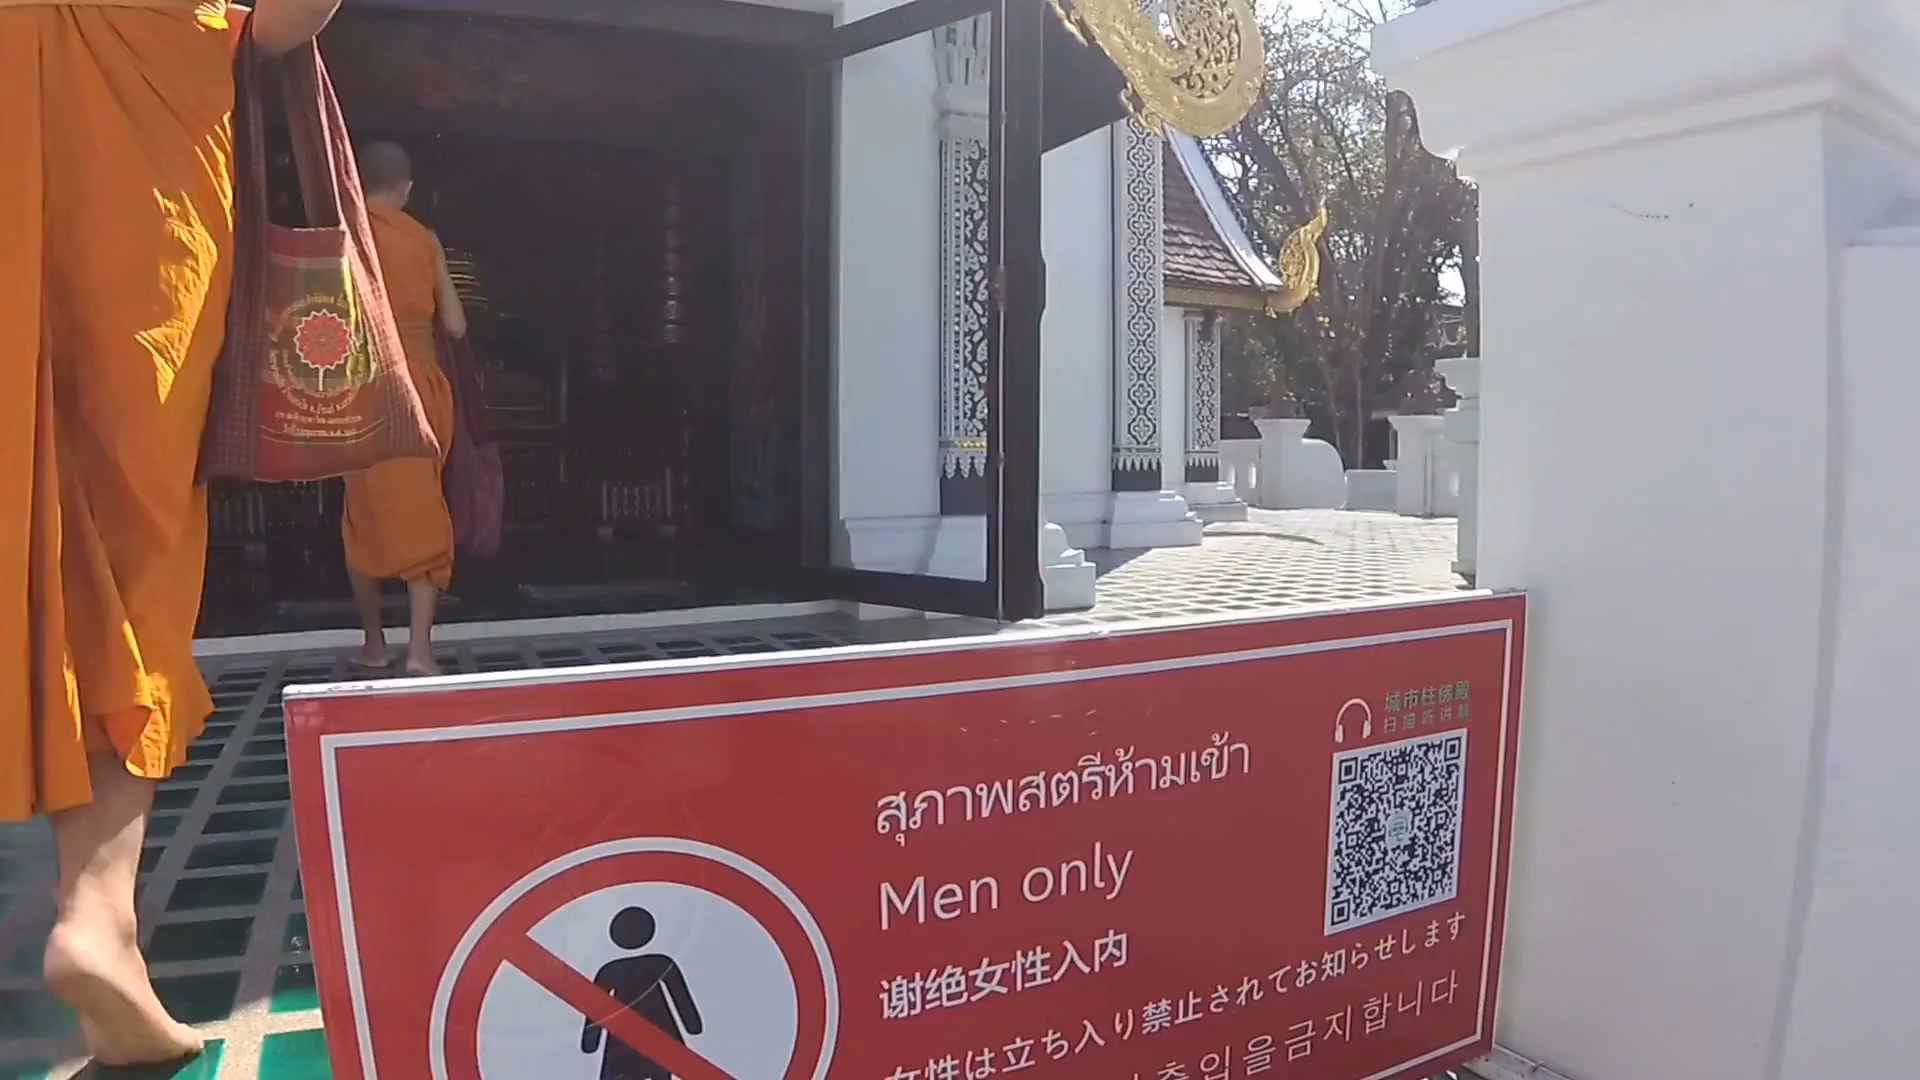 城市柱佛殿
扫描听讲解
สุภาพสตรีห้ามเข้า
Men only
谢绝女性入内
女性は立ち入り禁止されてお知らせします
출입을금지합니다